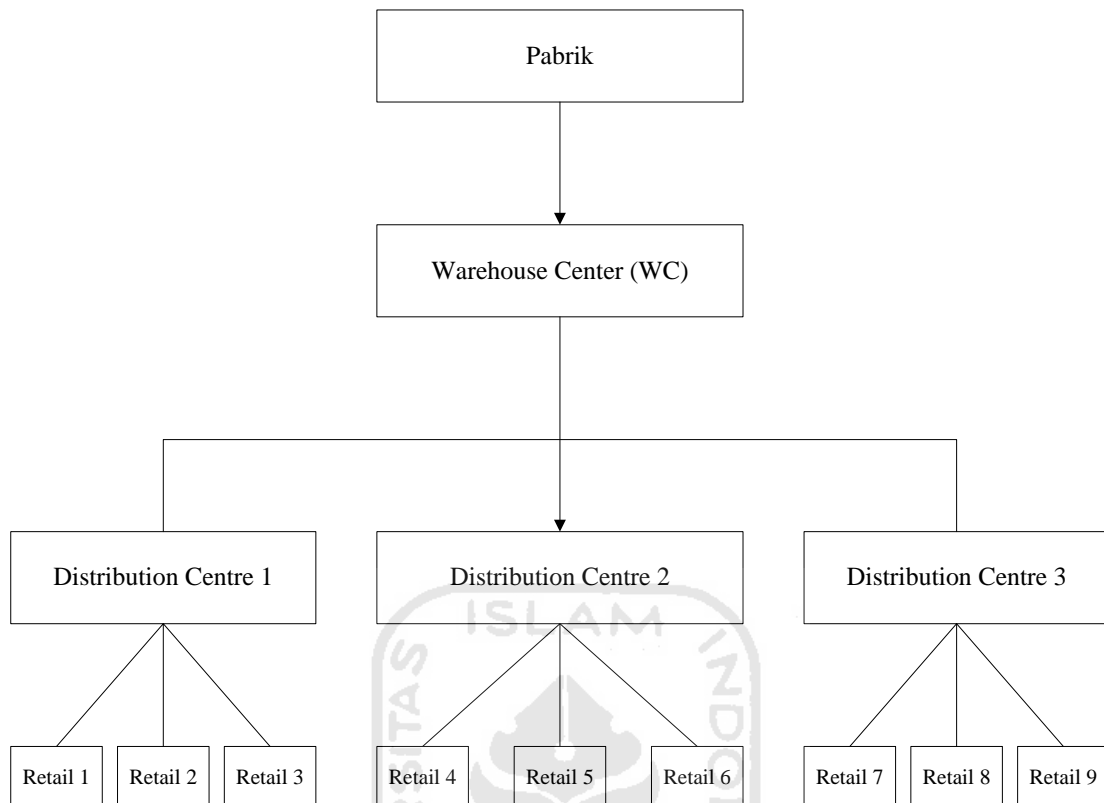 Pabrik
Warehouse Center (WC)
Distribution Centre 1
Distribution Centre 2
Distribution Centre 3
ISLAM
Retail 1
Retail 2
Retail 3
Retail 4
Retail 5
Retail 6
Retail 7
Retail 8
Retail 9